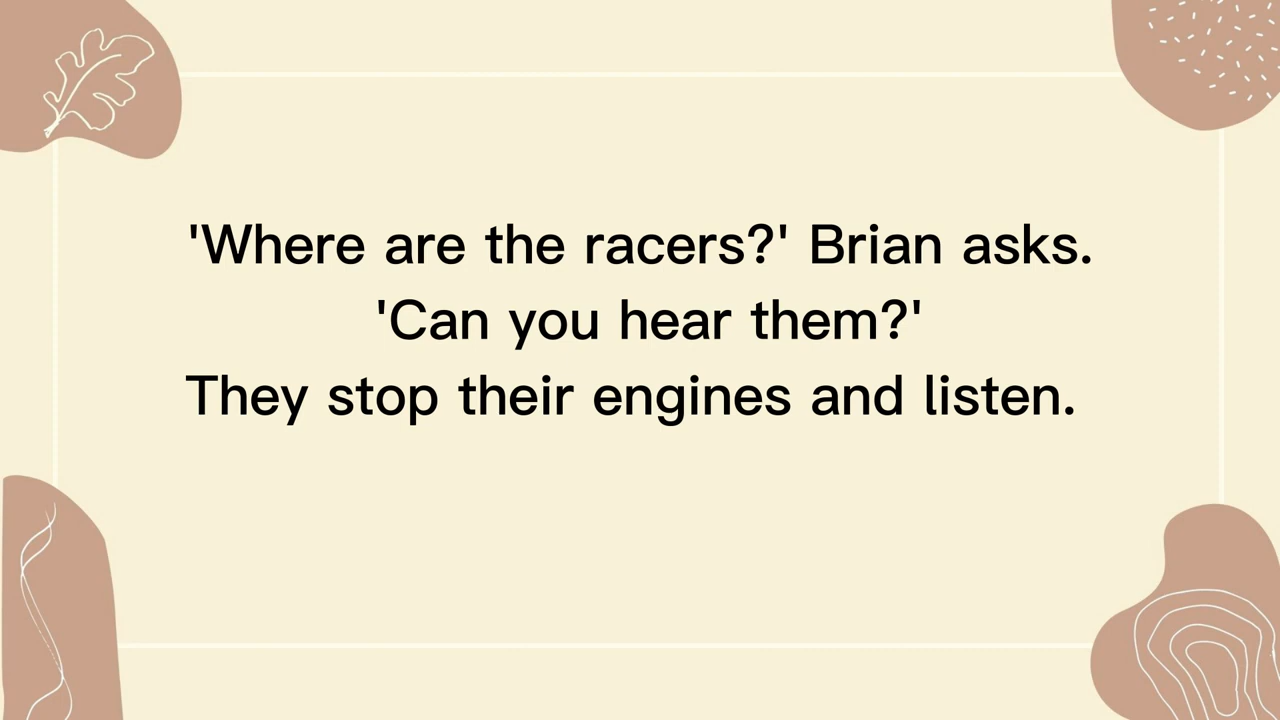 'Where are the racers?' Brian asks.
'Can you hear them?'
They stop their engines and listen.